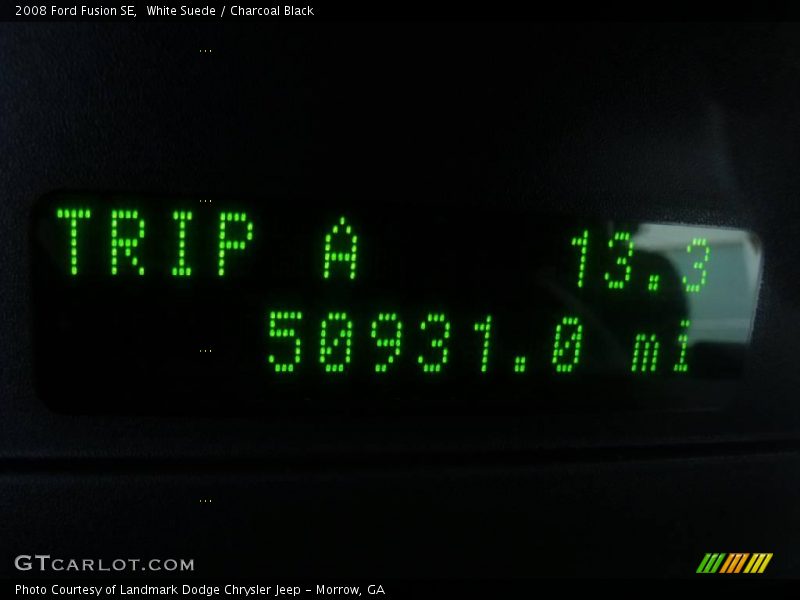 2008 Ford Fusion SE,  White Suede / Charcoal Black
TRIP A 13.3
50931.0 mi
GTCARLOT.COM
Photo Courtesy of Landmark Dodge Chrysler Jeep - Morrow, GA